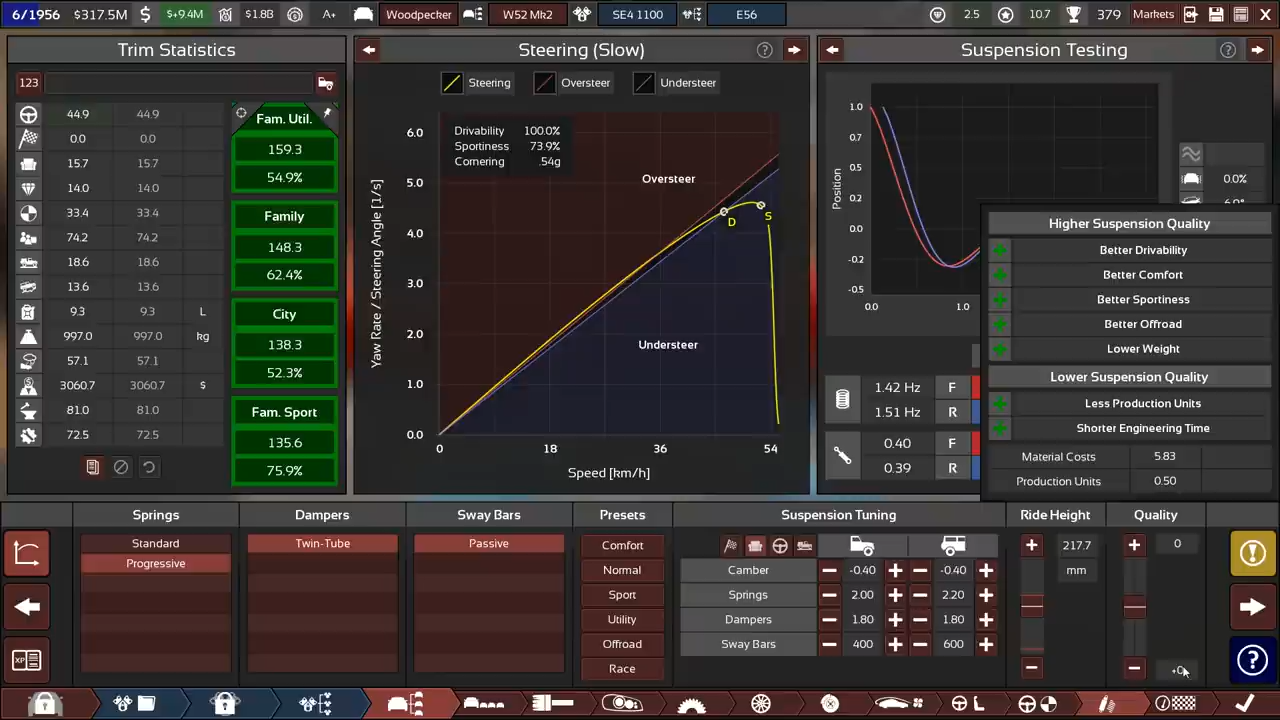 6/1956 $317.5M $+9.4M $1.8B A+ Woodpecker W52 Mk2 SE4 1100 E56 2.5 10.7 379 Markets
Trim Statistics
123
44.9 44.9
0.0 0.0
15.7 15.7
14.0 14.0
33.4 33.4
74.2 74.2
18.6 18.6
13.6 13.6
9.3 9.3 L
997.0 997.0 kg
57.1 57.1
3060.7 3060.7 $
81.0 81.0
72.5 72.5
Fam. Util.
159.3
54.9%
Family
148.3
62.4%
City
138.3
52.3%
Fam. Sport
135.6
75.9%
Steering (Slow)
Steering Oversteer Understeer
Drivability 100.0%
Sportiness 73.9%
Cornering .54g
Yaw Rate / Steering Angle [1/s]
6.0
5.0
4.0
3.0
2.0
1.0
0.0
Oversteer
D S
Understeer
0 18 36 54
Speed [km/h]
Suspension Testing
Position
1.0
0.7
0.5
0.2
0.0
-0.2
-0.5
0.0 1.0
0.0%
1.42 Hz F
1.51 Hz R
0.40 F
0.39 R
Higher Suspension Quality
Better Drivability
Better Comfort
Better Sportiness
Better Offroad
Lower Weight
Lower Suspension Quality
Less Production Units
Shorter Engineering Time
Material Costs 5.83
Production Units 0.50
Springs
Standard
Progressive
Dampers
Twin-Tube
Sway Bars
Passive
Presets
Comfort
Normal
Sport
Utility
Offroad
Race
Suspension Tuning
Camber - -0.40 + - -0.40 +
Springs - 2.00 + - 2.20 +
Dampers - 1.80 + - 1.80 +
Sway Bars - 400 + - 600 +
Ride Height
+ 217.7
mm
-
Quality
+ 0
- +0
XP